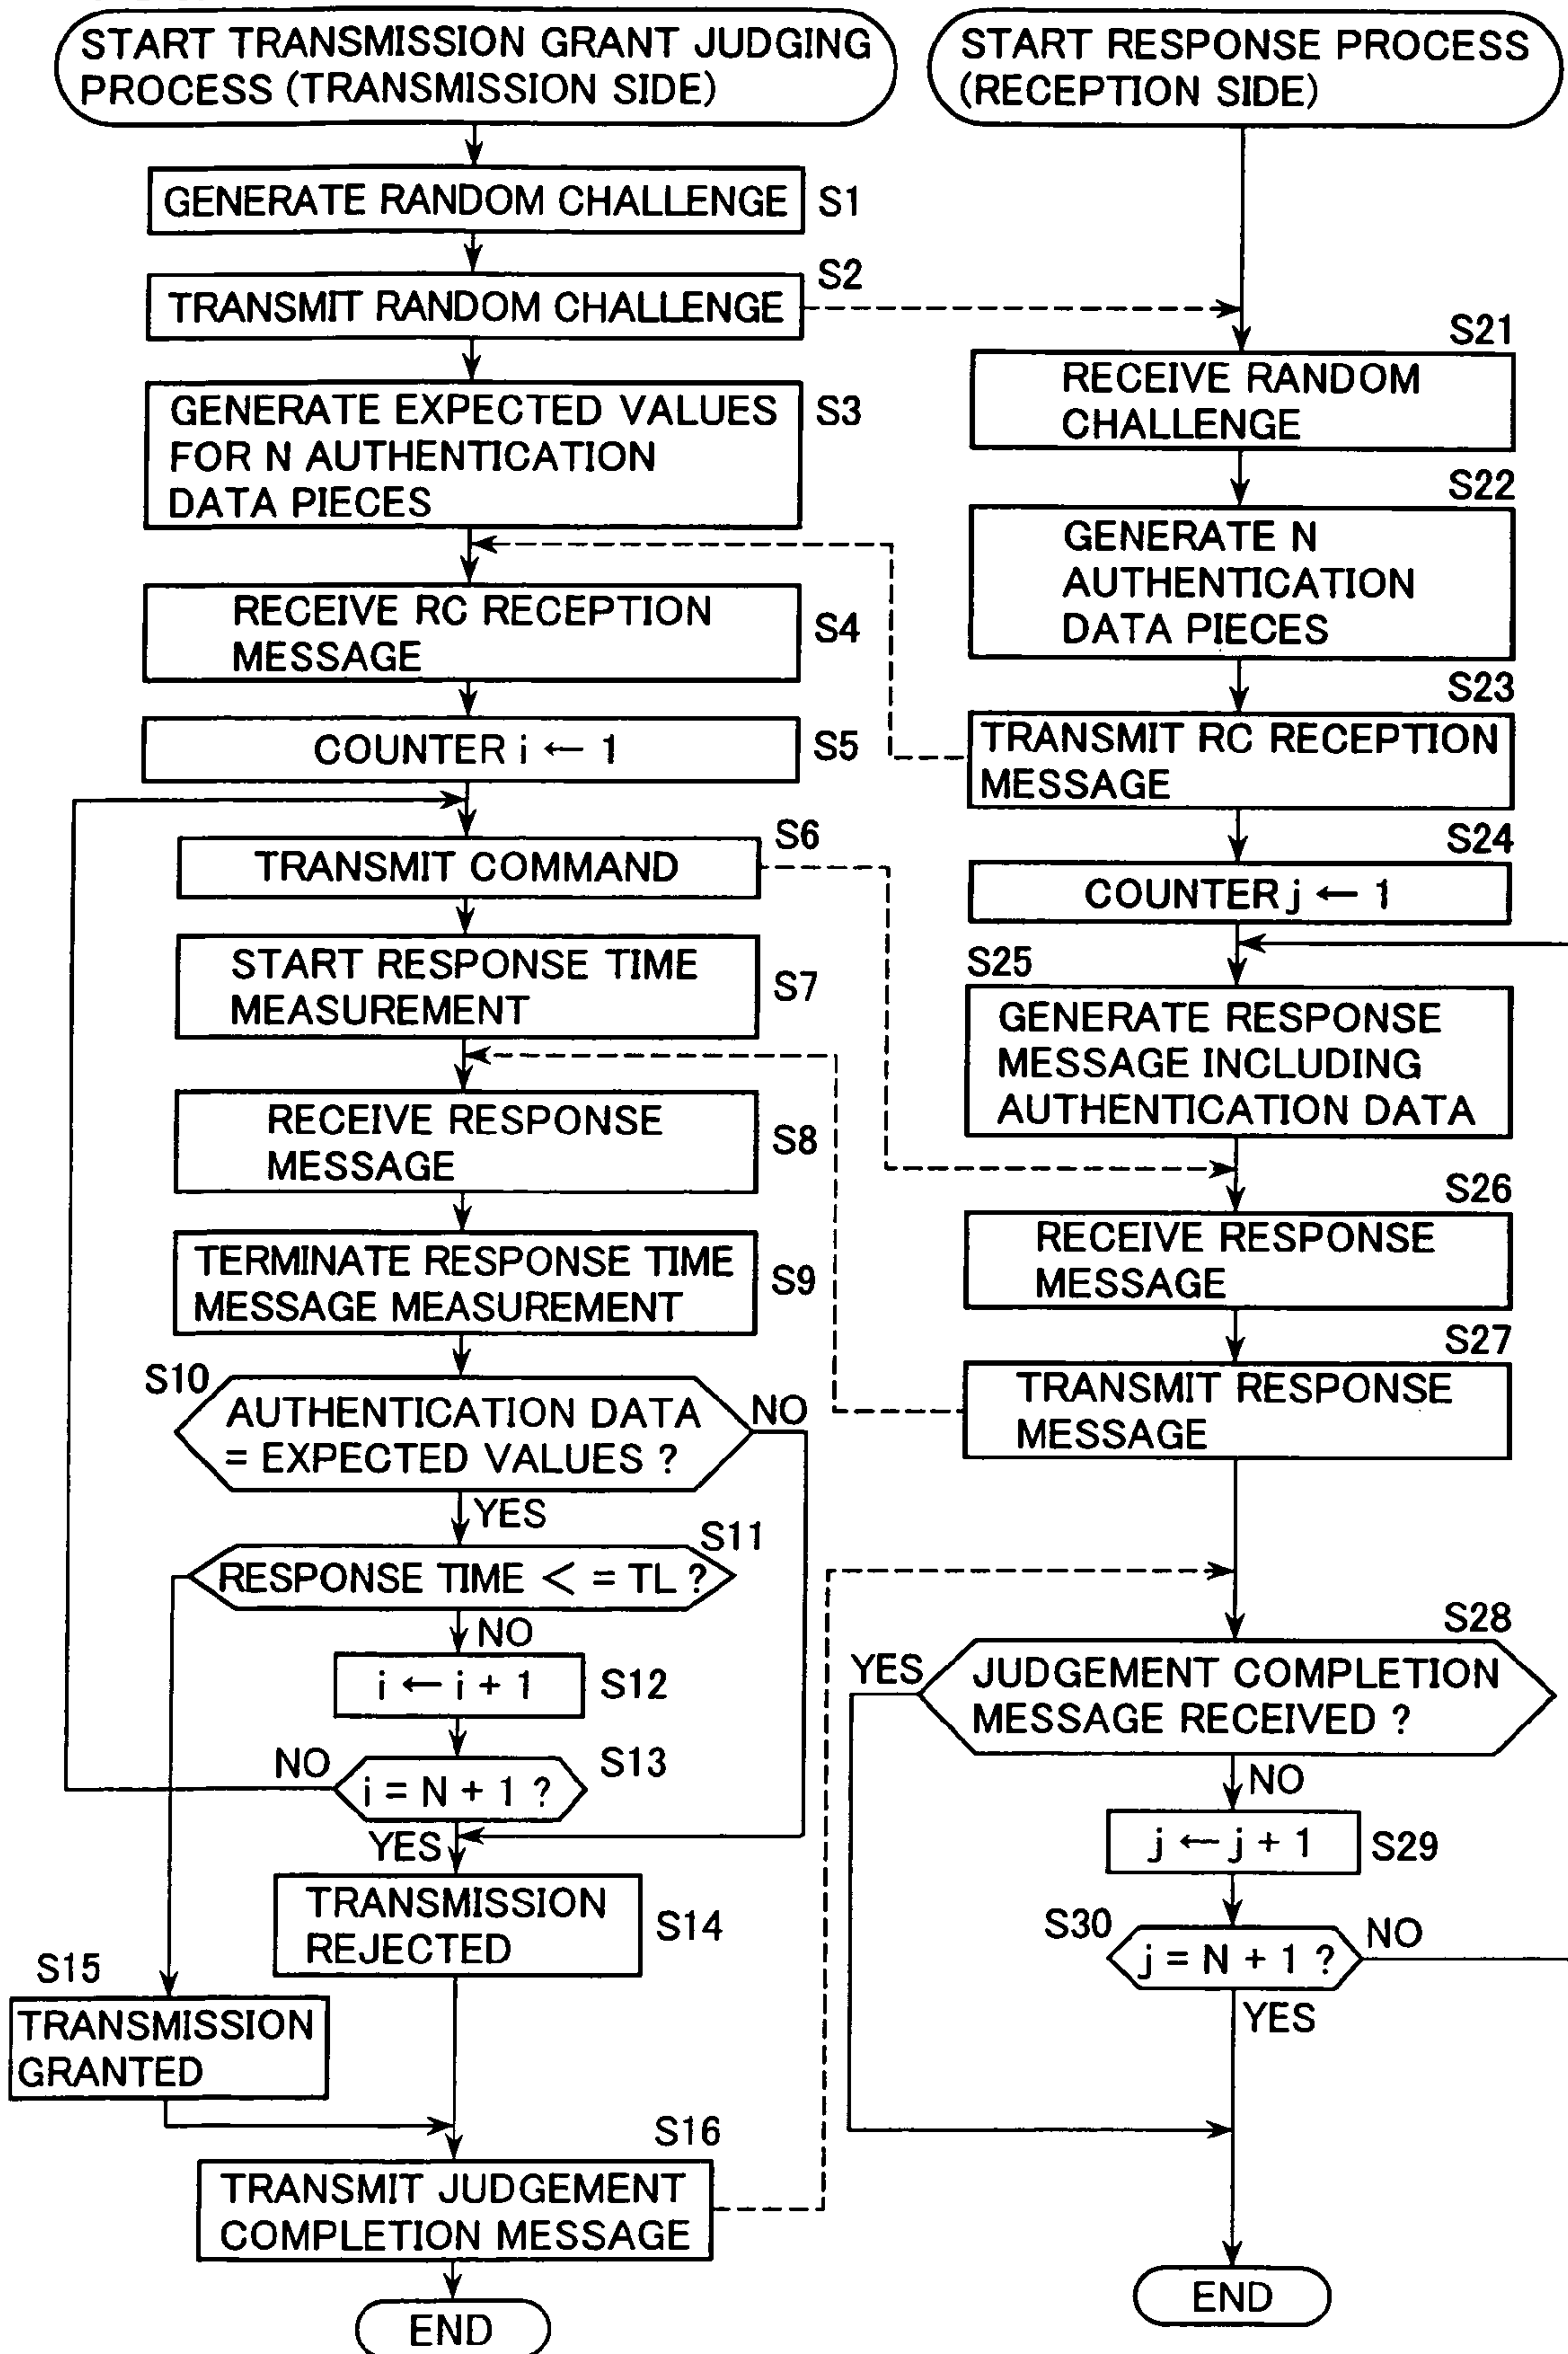 START TRANSMISSION GRANT JUDGING
PROCESS (TRANSMISSION SIDE)
GENERATE RANDOM CHALLENGE
S1
TRANSMIT RANDOM CHALLENGE
S2
GENERATE EXPECTED VALUES
FOR N AUTHENTICATION
DATA PIECES
S3
RECEIVE RC RECEPTION
MESSAGE
S4
COUNTER i ← 1
S5
TRANSMIT COMMAND
S6
START RESPONSE TIME
MEASUREMENT
S7
RECEIVE RESPONSE
MESSAGE
S8
TERMINATE RESPONSE TIME
MESSAGE MEASUREMENT
S9
S10
AUTHENTICATION DATA
= EXPECTED VALUES ?
NO
YES
S11
RESPONSE TIME < = TL ?
NO
i ← i + 1
S12
NO
i = N + 1 ?
S13
YES
TRANSMISSION
REJECTED
S14
S15
TRANSMISSION
GRANTED
S16
TRANSMIT JUDGEMENT
COMPLETION MESSAGE
END
START RESPONSE PROCESS
(RECEPTION SIDE)
S21
RECEIVE RANDOM
CHALLENGE
S22
GENERATE N
AUTHENTICATION
DATA PIECES
S23
TRANSMIT RC RECEPTION
MESSAGE
S24
COUNTER j ← 1
S25
GENERATE RESPONSE
MESSAGE INCLUDING
AUTHENTICATION DATA
S26
RECEIVE RESPONSE
MESSAGE
S27
TRANSMIT RESPONSE
MESSAGE
S28
YES
JUDGEMENT COMPLETION
MESSAGE RECEIVED ?
NO
j ← j + 1
S29
S30
j = N + 1 ?
NO
YES
END